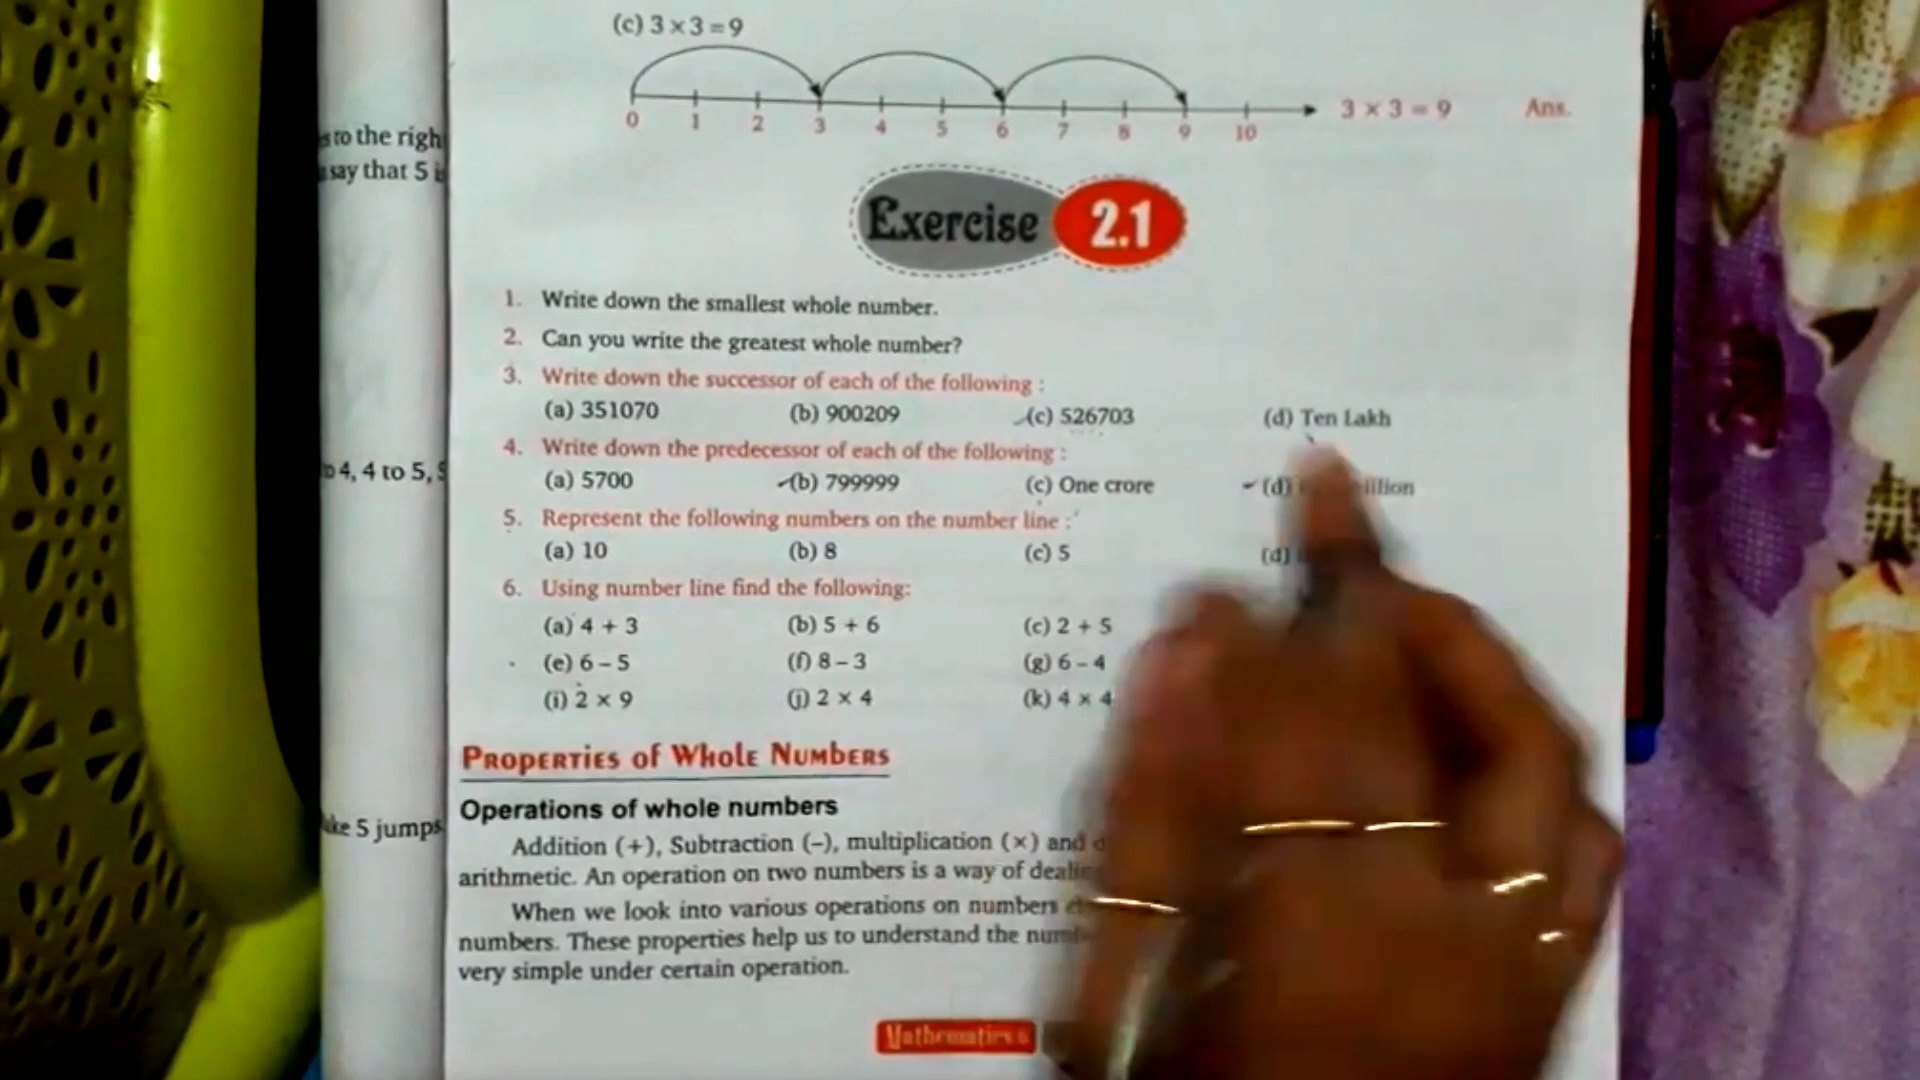 (c) 3 × 3 = 9
0 1 2 3 4 5 6 7 8 9 10 3 × 3 = 9 Ans.
s to the righ
say that 5 i
Exercise 2.1
1. Write down the smallest whole number.
2. Can you write the greatest whole number?
3. Write down the successor of each of the following :
(a) 351070 (b) 900209 (c) 526703 (d) Ten Lakh
4. Write down the predecessor of each of the following :
o 4, 4 to 5, 5
(a) 5700 (b) 799999 (c) One crore (d) illion
5. Represent the following numbers on the number line :
(a) 10 (b) 8 (c) 5 (d)
6. Using number line find the following:
(a) 4 + 3 (b) 5 + 6 (c) 2 + 5
(e) 6 – 5 (f) 8 – 3 (g) 6 – 4
(i) 2 × 9 (j) 2 × 4 (k) 4 × 4
Properties of Whole Numbers
Operations of whole numbers
ke 5 jumps
Addition (+), Subtraction (–), multiplication (×) and
arithmetic. An operation on two numbers is a way of deali
When we look into various operations on numbers
numbers. These properties help us to understand the num
very simple under certain operation.
Mathematics-6